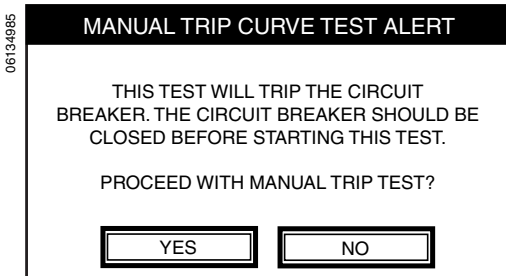 06134985
MANUAL TRIP CURVE TEST ALERT
THIS TEST WILL TRIP THE CIRCUIT
BREAKER. THE CIRCUIT BREAKER SHOULD BE
CLOSED BEFORE STARTING THIS TEST.
PROCEED WITH MANUAL TRIP TEST?
YES
NO